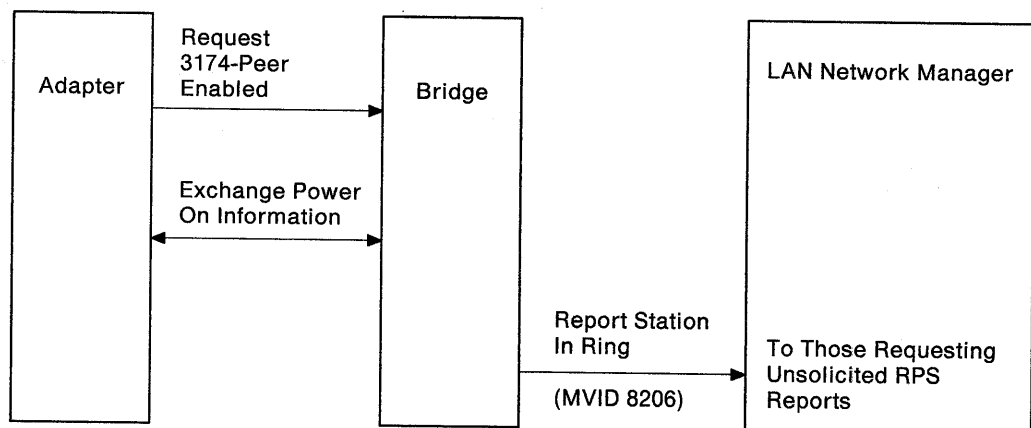 Adapter
Request
3174-Peer
Enabled
Bridge
LAN Network Manager
Exchange Power
On Information
Report Station
In Ring
(MVID 8206)
To Those Requesting
Unsolicited RPS
Reports